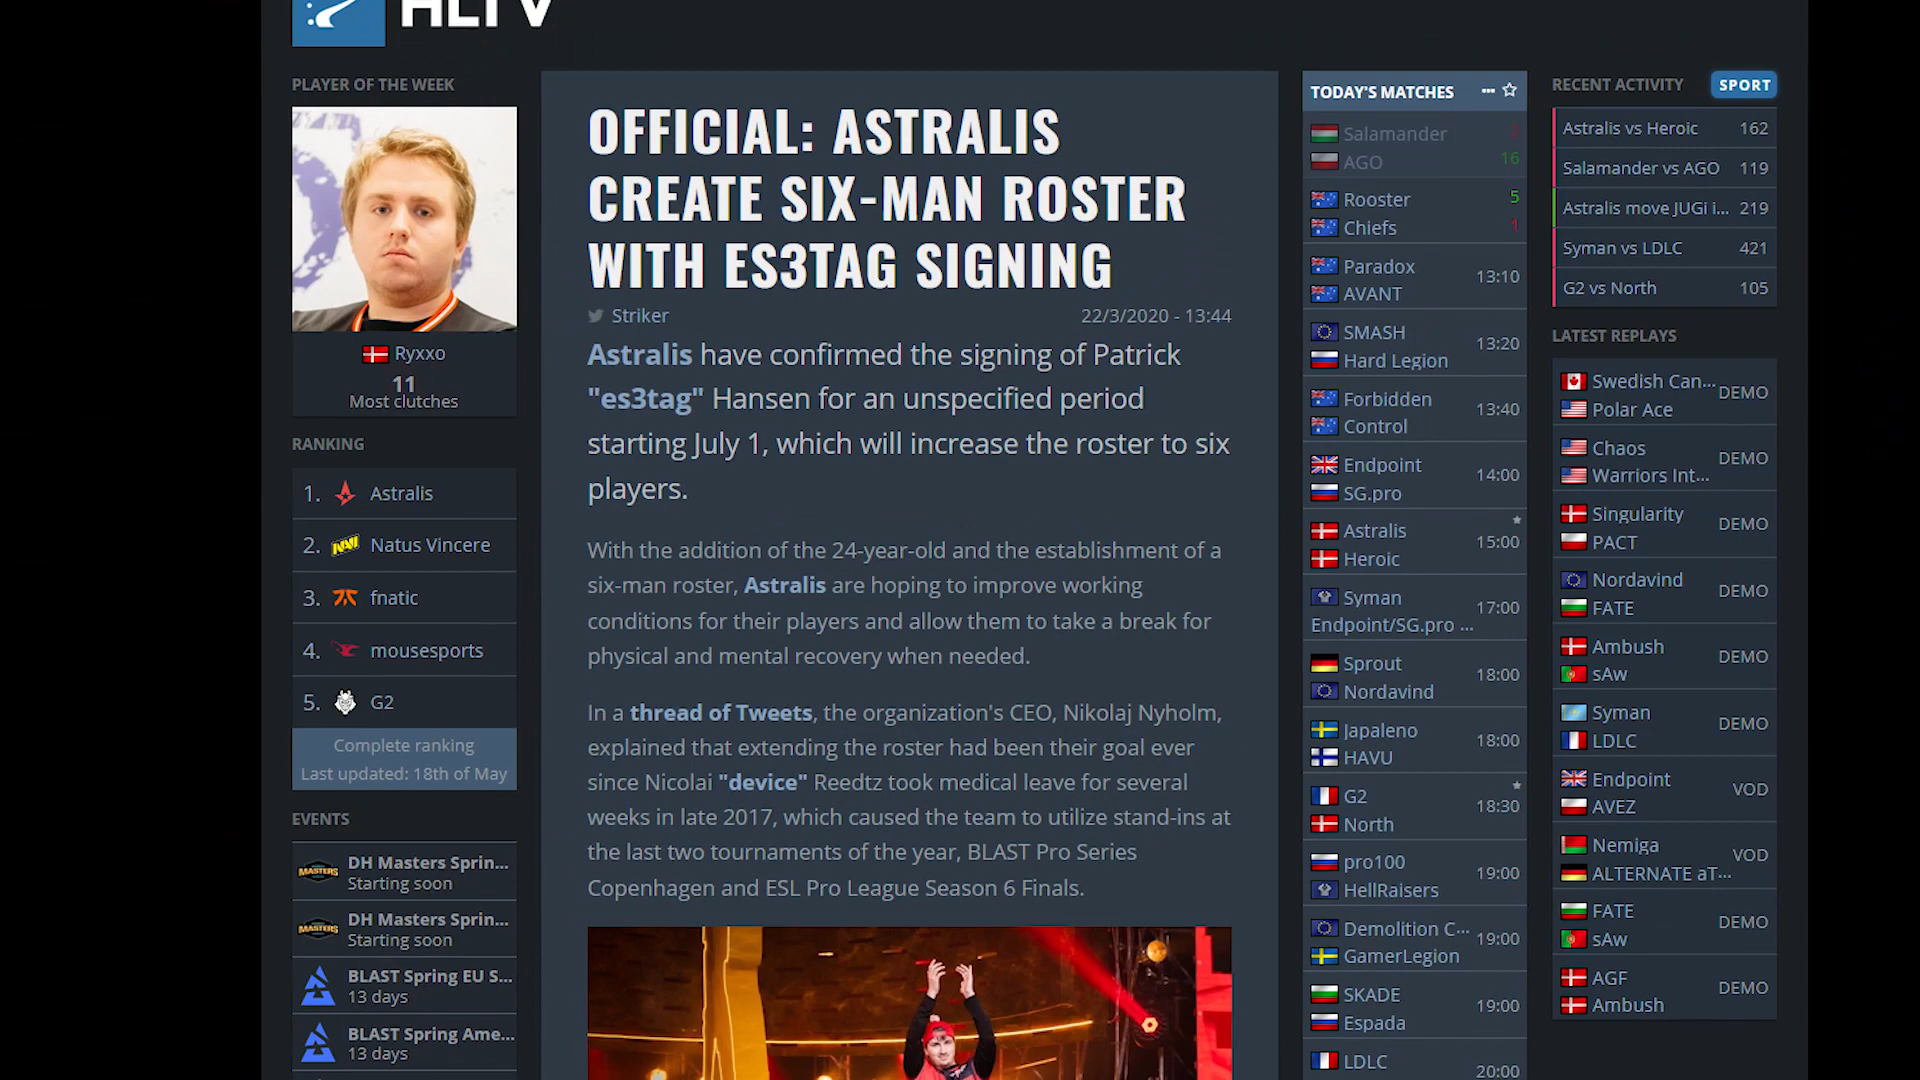 HLTV
PLAYER OF THE WEEK
Ryxxo
11
Most clutches
RANKING
1. Astralis
2. Natus Vincere
3. fnatic
4. mousesports
5. G2
Complete ranking
Last updated: 18th of May
EVENTS
DH Masters Sprin...
Starting soon
DH Masters Sprin...
Starting soon
BLAST Spring EU S...
13 days
BLAST Spring Ame...
13 days
OFFICIAL: ASTRALIS
CREATE SIX-MAN ROSTER
WITH ES3TAG SIGNING
Striker 22/3/2020 - 13:44
Astralis have confirmed the signing of Patrick
"es3tag" Hansen for an unspecified period
starting July 1, which will increase the roster to six
players.
With the addition of the 24-year-old and the establishment of a
six-man roster, Astralis are hoping to improve working
conditions for their players and allow them to take a break for
physical and mental recovery when needed.
In a thread of Tweets, the organization's CEO, Nikolaj Nyholm,
explained that extending the roster had been their goal ever
since Nicolai "device" Reedtz took medical leave for several
weeks in late 2017, which caused the team to utilize stand-ins at
the last two tournaments of the year, BLAST Pro Series
Copenhagen and ESL Pro League Season 6 Finals.
TODAY'S MATCHES
Salamander 2
AGO 16
Rooster 5
Chiefs 1
Paradox
AVANT 13:10
SMASH
Hard Legion 13:20
Forbidden
Control 13:40
Endpoint
SG.pro 14:00
Astralis
Heroic 15:00
Syman
Endpoint/SG.pro ... 17:00
Sprout
Nordavind 18:00
Japaleno
HAVU 18:00
G2
North 18:30
pro100
HellRaisers 19:00
Demolition C...
GamerLegion 19:00
SKADE
Espada 19:00
LDLC
20:00
RECENT ACTIVITY SPORT
Astralis vs Heroic 162
Salamander vs AGO 119
Astralis move JUGi i... 219
Syman vs LDLC 421
G2 vs North 105
LATEST REPLAYS
Swedish Can...
Polar Ace DEMO
Chaos
Warriors Int... DEMO
Singularity
PACT DEMO
Nordavind
FATE DEMO
Ambush
sAw DEMO
Syman
LDLC DEMO
Endpoint
AVEZ VOD
Nemiga
ALTERNATE aT... VOD
FATE
sAw DEMO
AGF
Ambush DEMO